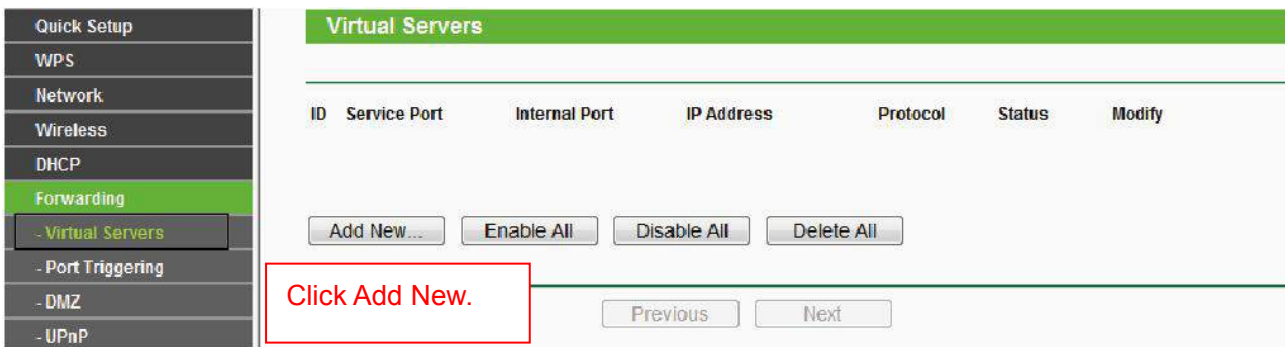 Quick Setup
WPS
Network
Wireless
DHCP
Forwarding
- Virtual Servers
- Port Triggering
- DMZ
- UPnP
Virtual Servers
ID Service Port Internal Port IP Address Protocol Status Modify
Add New... Enable All Disable All Delete All
Click Add New.
Previous Next